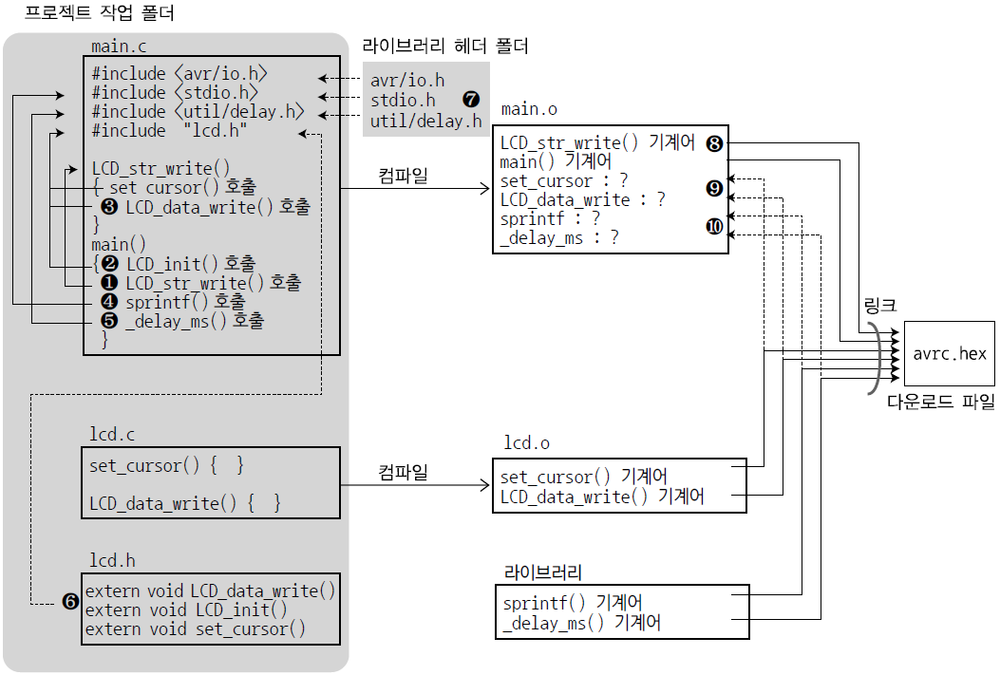 프로젝트 작업 폴더
main.c
#include <avr/io.h>
#include <stdio.h>
#include <util/delay.h>
#include "lcd.h"
LCD_str_write()
{ set cursor() 호출
❸ LCD_data_write() 호출
}
main()
{❷ LCD_init() 호출
❶ LCD_str_write() 호출
❹ sprintf() 호출
❺ _delay_ms() 호출
}
라이브러리 헤더 폴더
avr/io.h
stdio.h ❼
util/delay.h
컴파일
main.o
LCD_str_write() 기계어 ❽
main() 기계어
set_cursor : ?
❾
LCD_data_write : ?
sprintf : ?
❿
_delay_ms : ?
링크
avrc.hex
다운로드 파일
lcd.c
set_cursor() { }
LCD_data_write() { }
컴파일
lcd.o
set_cursor() 기계어
LCD_data_write() 기계어
lcd.h
❻ extern void LCD_data_write()
extern void LCD_init()
extern void set_cursor()
라이브러리
sprintf() 기계어
_delay_ms() 기계어